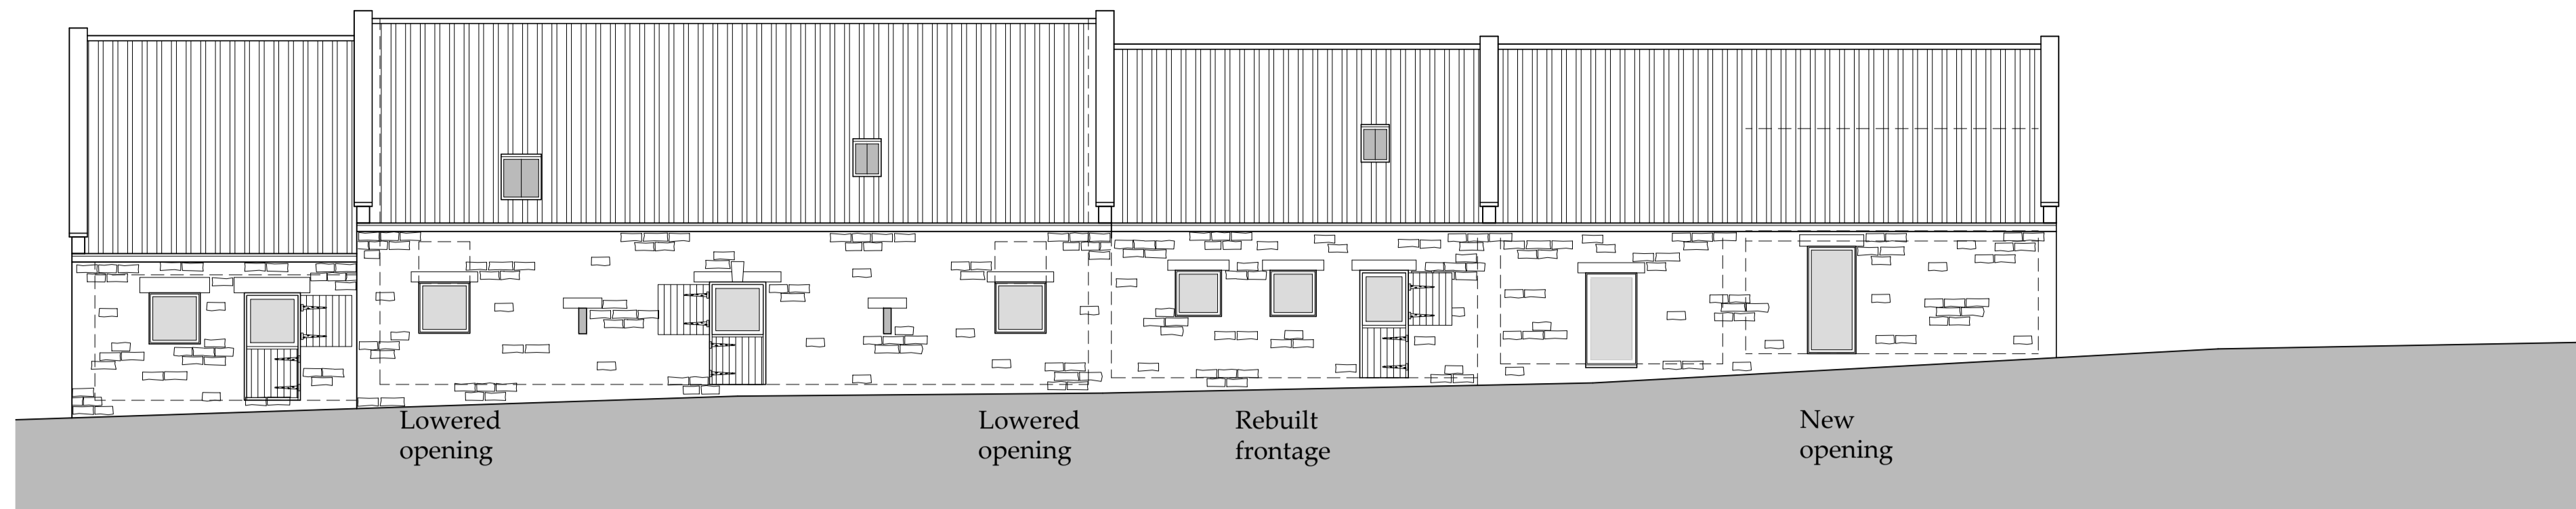 Lowered
opening
Lowered
opening
Rebuilt
frontage
New
opening